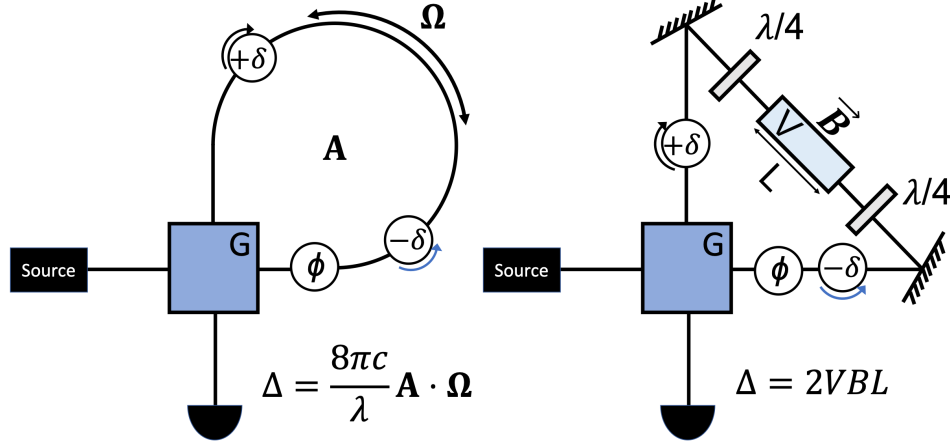 Ω
+δ
A
−δ
G
Source
ϕ
Δ = 8πc/λ A · Ω
λ/4
V
B⃗
L
+δ
λ/4
G
Source
ϕ
−δ
Δ = 2VBL